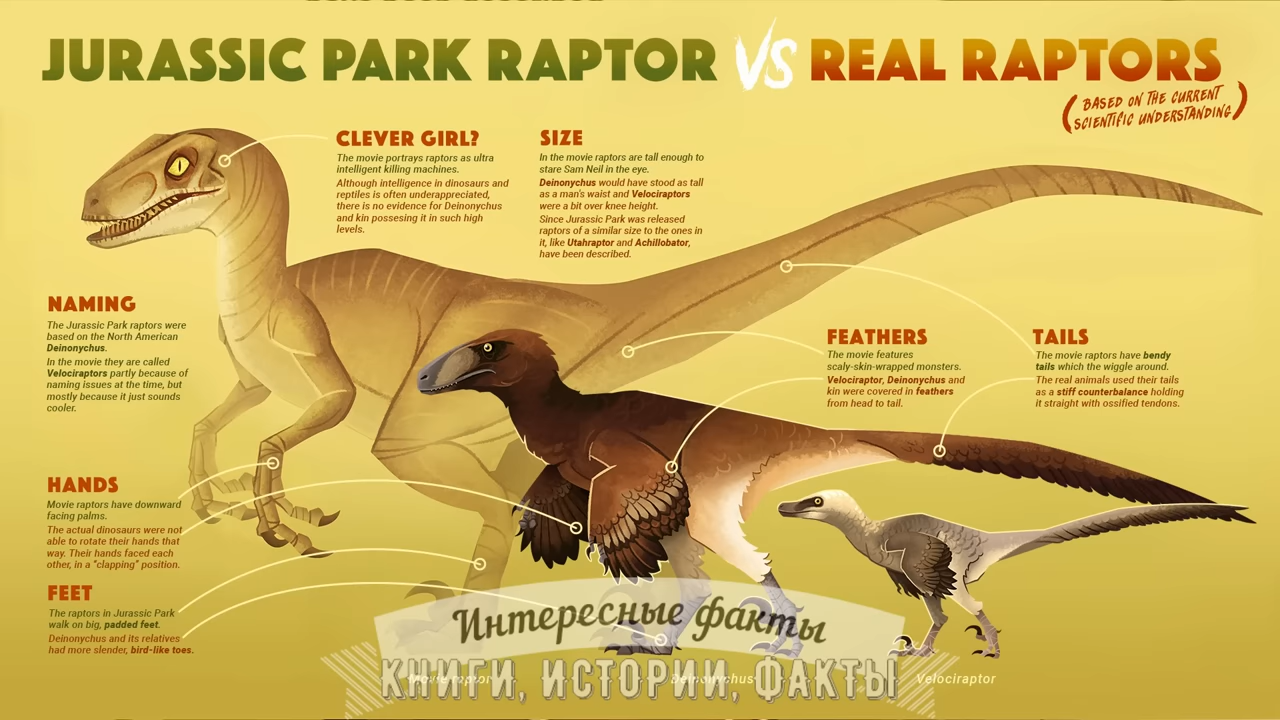 JURASSIC PARK RAPTOR VS REAL RAPTORS
(BASED ON THE CURRENT
SCIENTIFIC UNDERSTANDING)
CLEVER GIRL?
The movie portrays raptors as ultra
intelligent killing machines.
Although intelligence in dinosaurs and
reptiles is often underappreciated,
there is no evidence for Deinonychus
and kin possesing it in such high
levels.
SIZE
In the movie raptors are tall enough to
stare Sam Neil in the eye.
Deinonychus would have stood as tall
as a man's waist and Velociraptors
were a bit over knee height.
Since Jurassic Park was released
raptors of a similar size to the ones in
it, like Utahraptor and Achillobator,
have been described.
NAMING
The Jurassic Park raptors were
based on the North American
Deinonychus.
In the movie they are called
Velociraptors partly because of
naming issues at the time, but
mostly because it just sounds
cooler.
FEATHERS
The movie features
scaly-skin-wrapped monsters.
Velociraptor, Deinonychus and
kin were covered in feathers
from head to tail.
TAILS
The movie raptors have bendy
tails which the wiggle around.
The real animals used their tails
as a stiff counterbalance holding
it straight with ossified tendons.
HANDS
Movie raptors have downward
facing palms.
The actual dinosaurs were not
able to rotate their hands that
way. Their hands faced each
other, in a "clapping" position.
FEET
The raptors in Jurassic Park
walk on big, padded feet.
Deinonychus and its relatives
had more slender, bird-like toes.
Интересные факты
КНИГИ, ИСТОРИИ, ФАКТЫ
Movie raptor
Deinonychus
Velociraptor